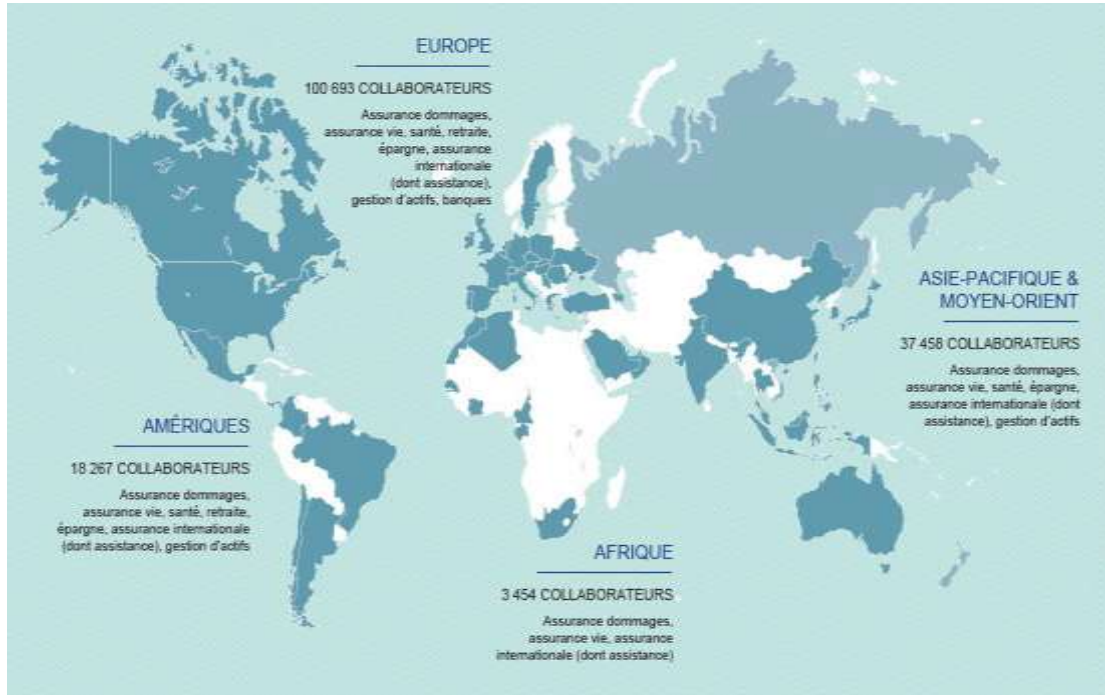 EUROPE
100 693 COLLABORATEURS
Assurance dommages,
assurance vie, santé, retraite,
épargne, assurance
internationale
(dont assistance),
gestion d'actifs, banques
ASIE-PACIFIQUE &
MOYEN-ORIENT
37 458 COLLABORATEURS
Assurance dommages,
assurance vie, santé, épargne,
assurance internationale (dont
assistance), gestion d'actifs
AMÉRIQUES
18 267 COLLABORATEURS
Assurance dommages,
assurance vie, santé, retraite,
épargne, assurance internationale
(dont assistance), gestion d'actifs
AFRIQUE
3 454 COLLABORATEURS
Assurance dommages,
assurance vie, assurance
internationale (dont assistance)